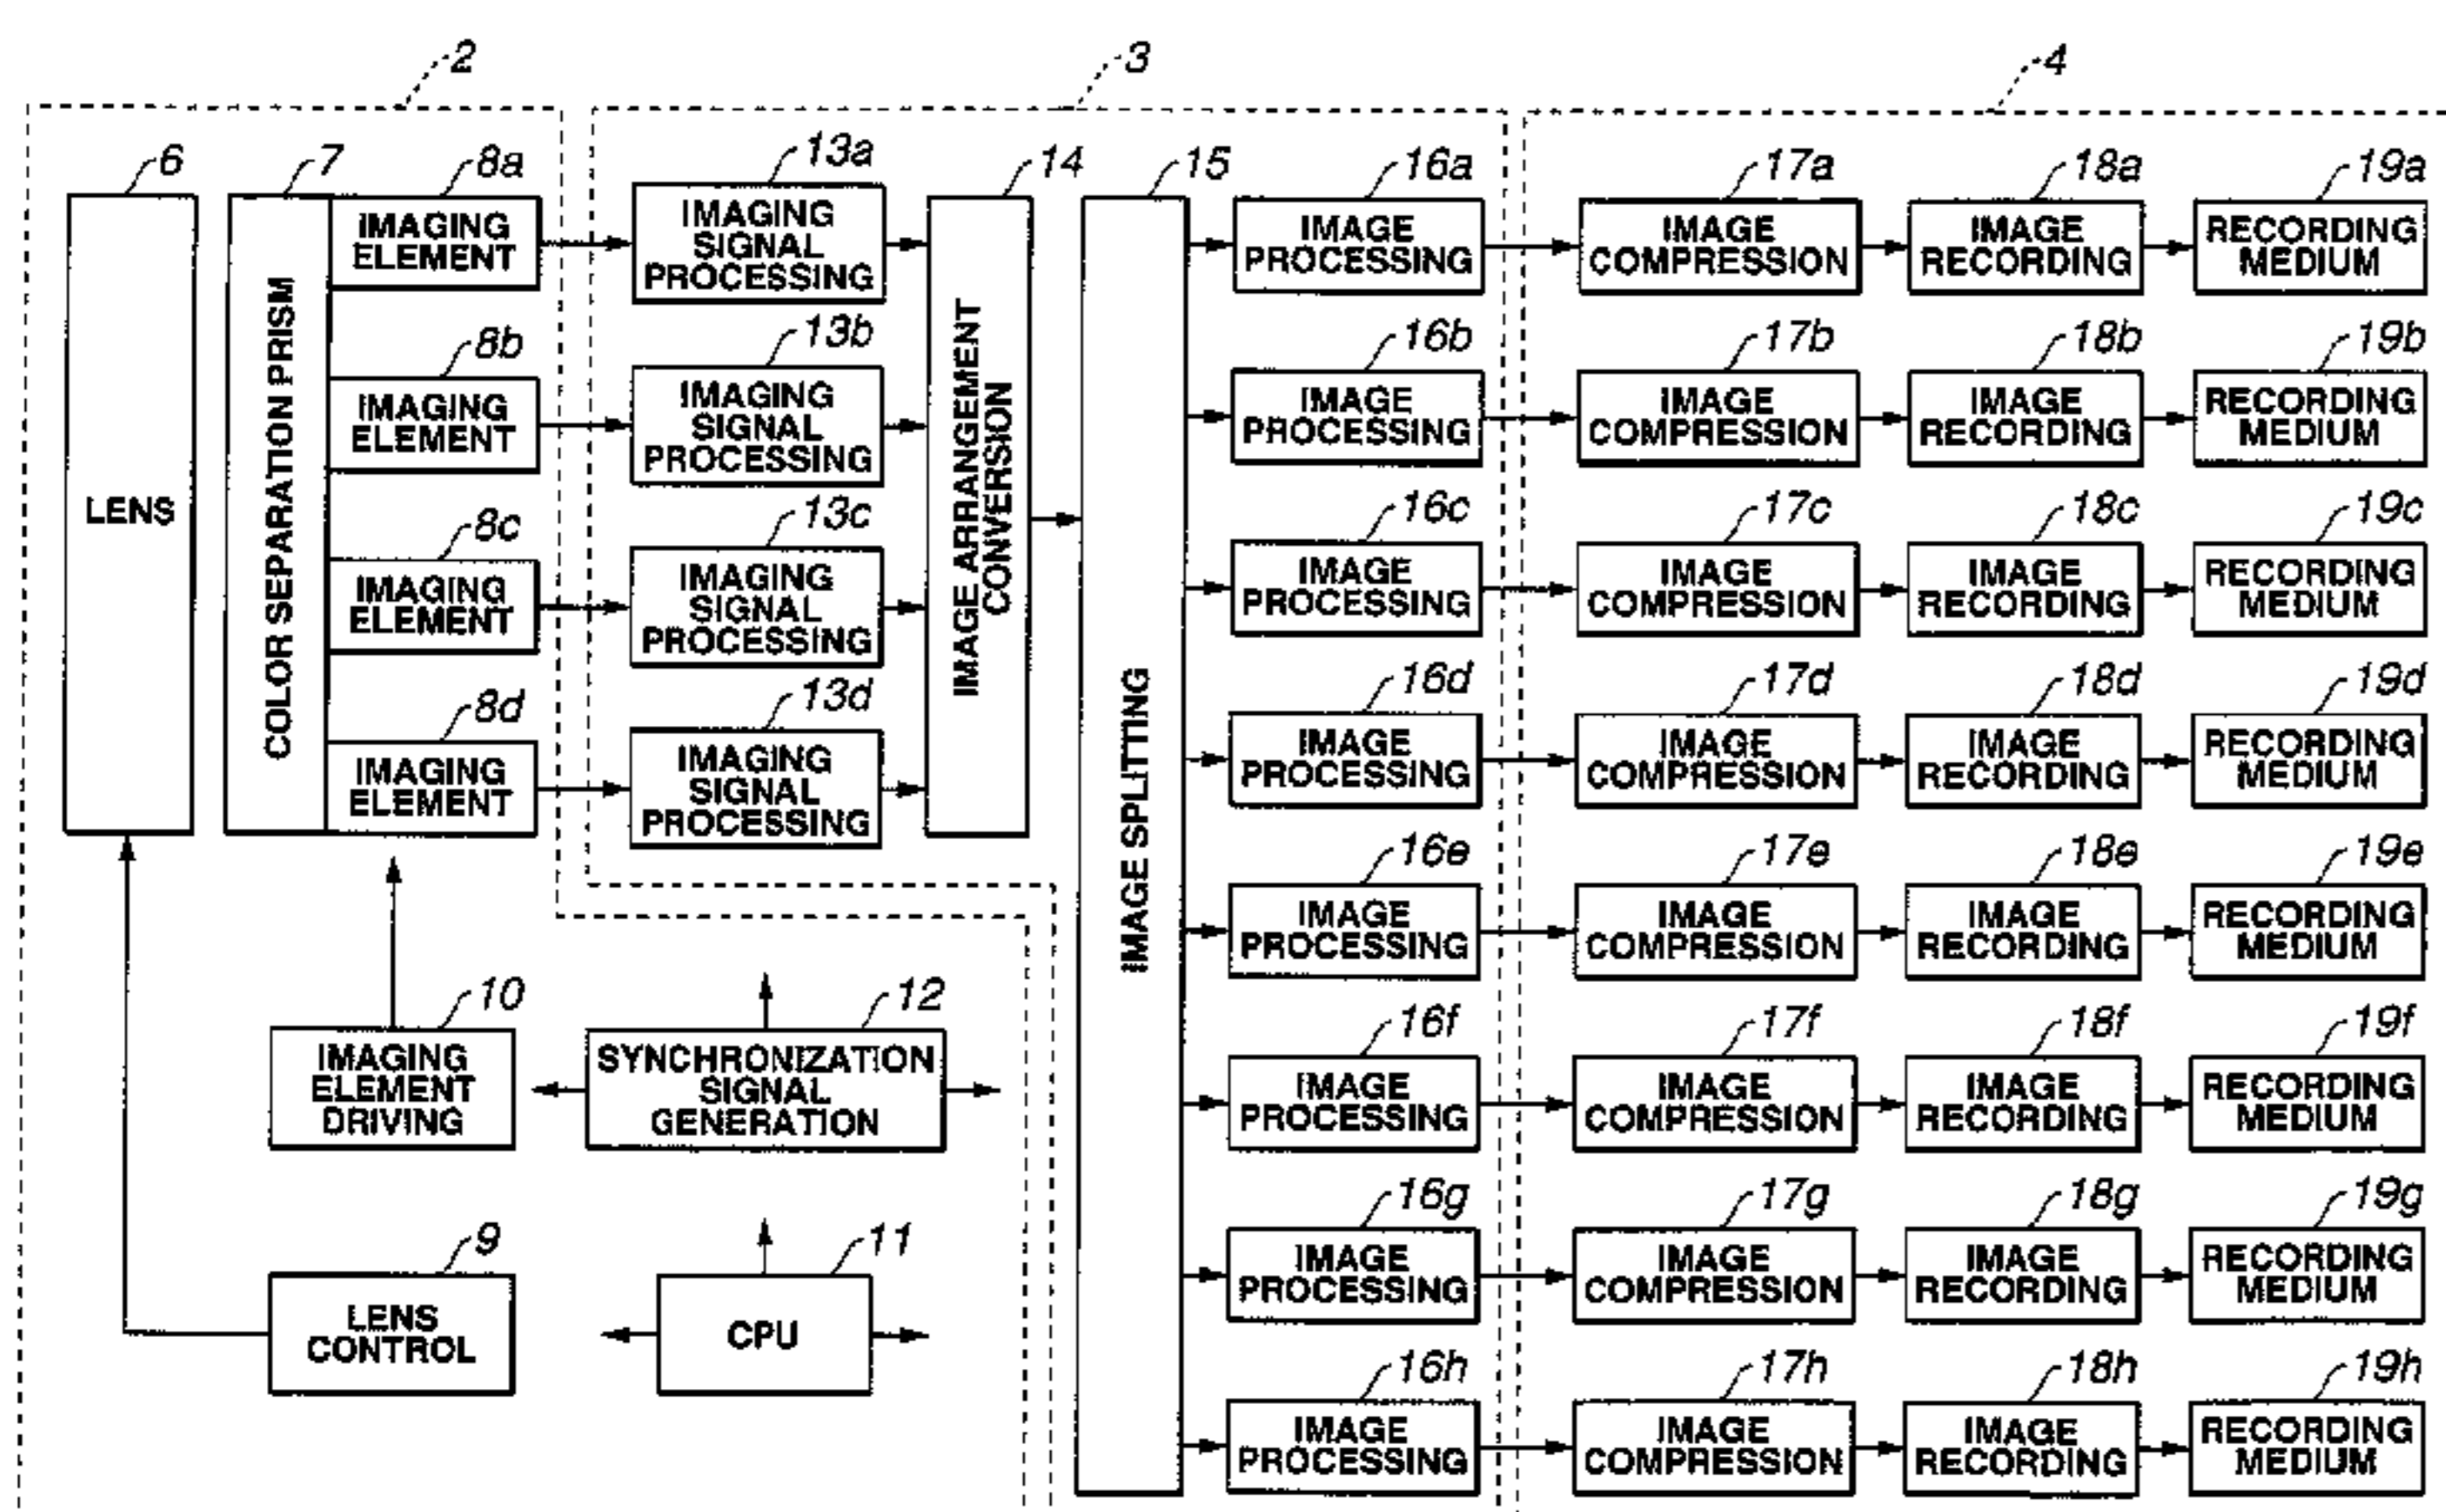 2
3
4
6
7
8a
13a
14
15
16a
17a
18a
19a
LENS
COLOR SEPARATION PRISM
IMAGING
ELEMENT
IMAGING
SIGNAL
PROCESSING
IMAGE ARRANGEMENT
CONVERSION
IMAGE SPLITTING
IMAGE
PROCESSING
IMAGE
COMPRESSION
IMAGE
RECORDING
RECORDING
MEDIUM
8b
13b
16b
17b
18b
19b
IMAGING
ELEMENT
IMAGING
SIGNAL
PROCESSING
IMAGE
PROCESSING
IMAGE
COMPRESSION
IMAGE
RECORDING
RECORDING
MEDIUM
8c
13c
16c
17c
18c
19c
IMAGING
ELEMENT
IMAGING
SIGNAL
PROCESSING
IMAGE
PROCESSING
IMAGE
COMPRESSION
IMAGE
RECORDING
RECORDING
MEDIUM
8d
13d
16d
17d
18d
19d
IMAGING
ELEMENT
IMAGING
SIGNAL
PROCESSING
IMAGE
PROCESSING
IMAGE
COMPRESSION
IMAGE
RECORDING
RECORDING
MEDIUM
16e
17e
18e
19e
IMAGE
PROCESSING
IMAGE
COMPRESSION
IMAGE
RECORDING
RECORDING
MEDIUM
10
12
16f
17f
18f
19f
IMAGING
ELEMENT
DRIVING
SYNCHRONIZATION
SIGNAL
GENERATION
IMAGE
PROCESSING
IMAGE
COMPRESSION
IMAGE
RECORDING
RECORDING
MEDIUM
9
11
16g
17g
18g
19g
LENS
CONTROL
CPU
IMAGE
PROCESSING
IMAGE
COMPRESSION
IMAGE
RECORDING
RECORDING
MEDIUM
16h
17h
18h
19h
IMAGE
PROCESSING
IMAGE
COMPRESSION
IMAGE
RECORDING
RECORDING
MEDIUM